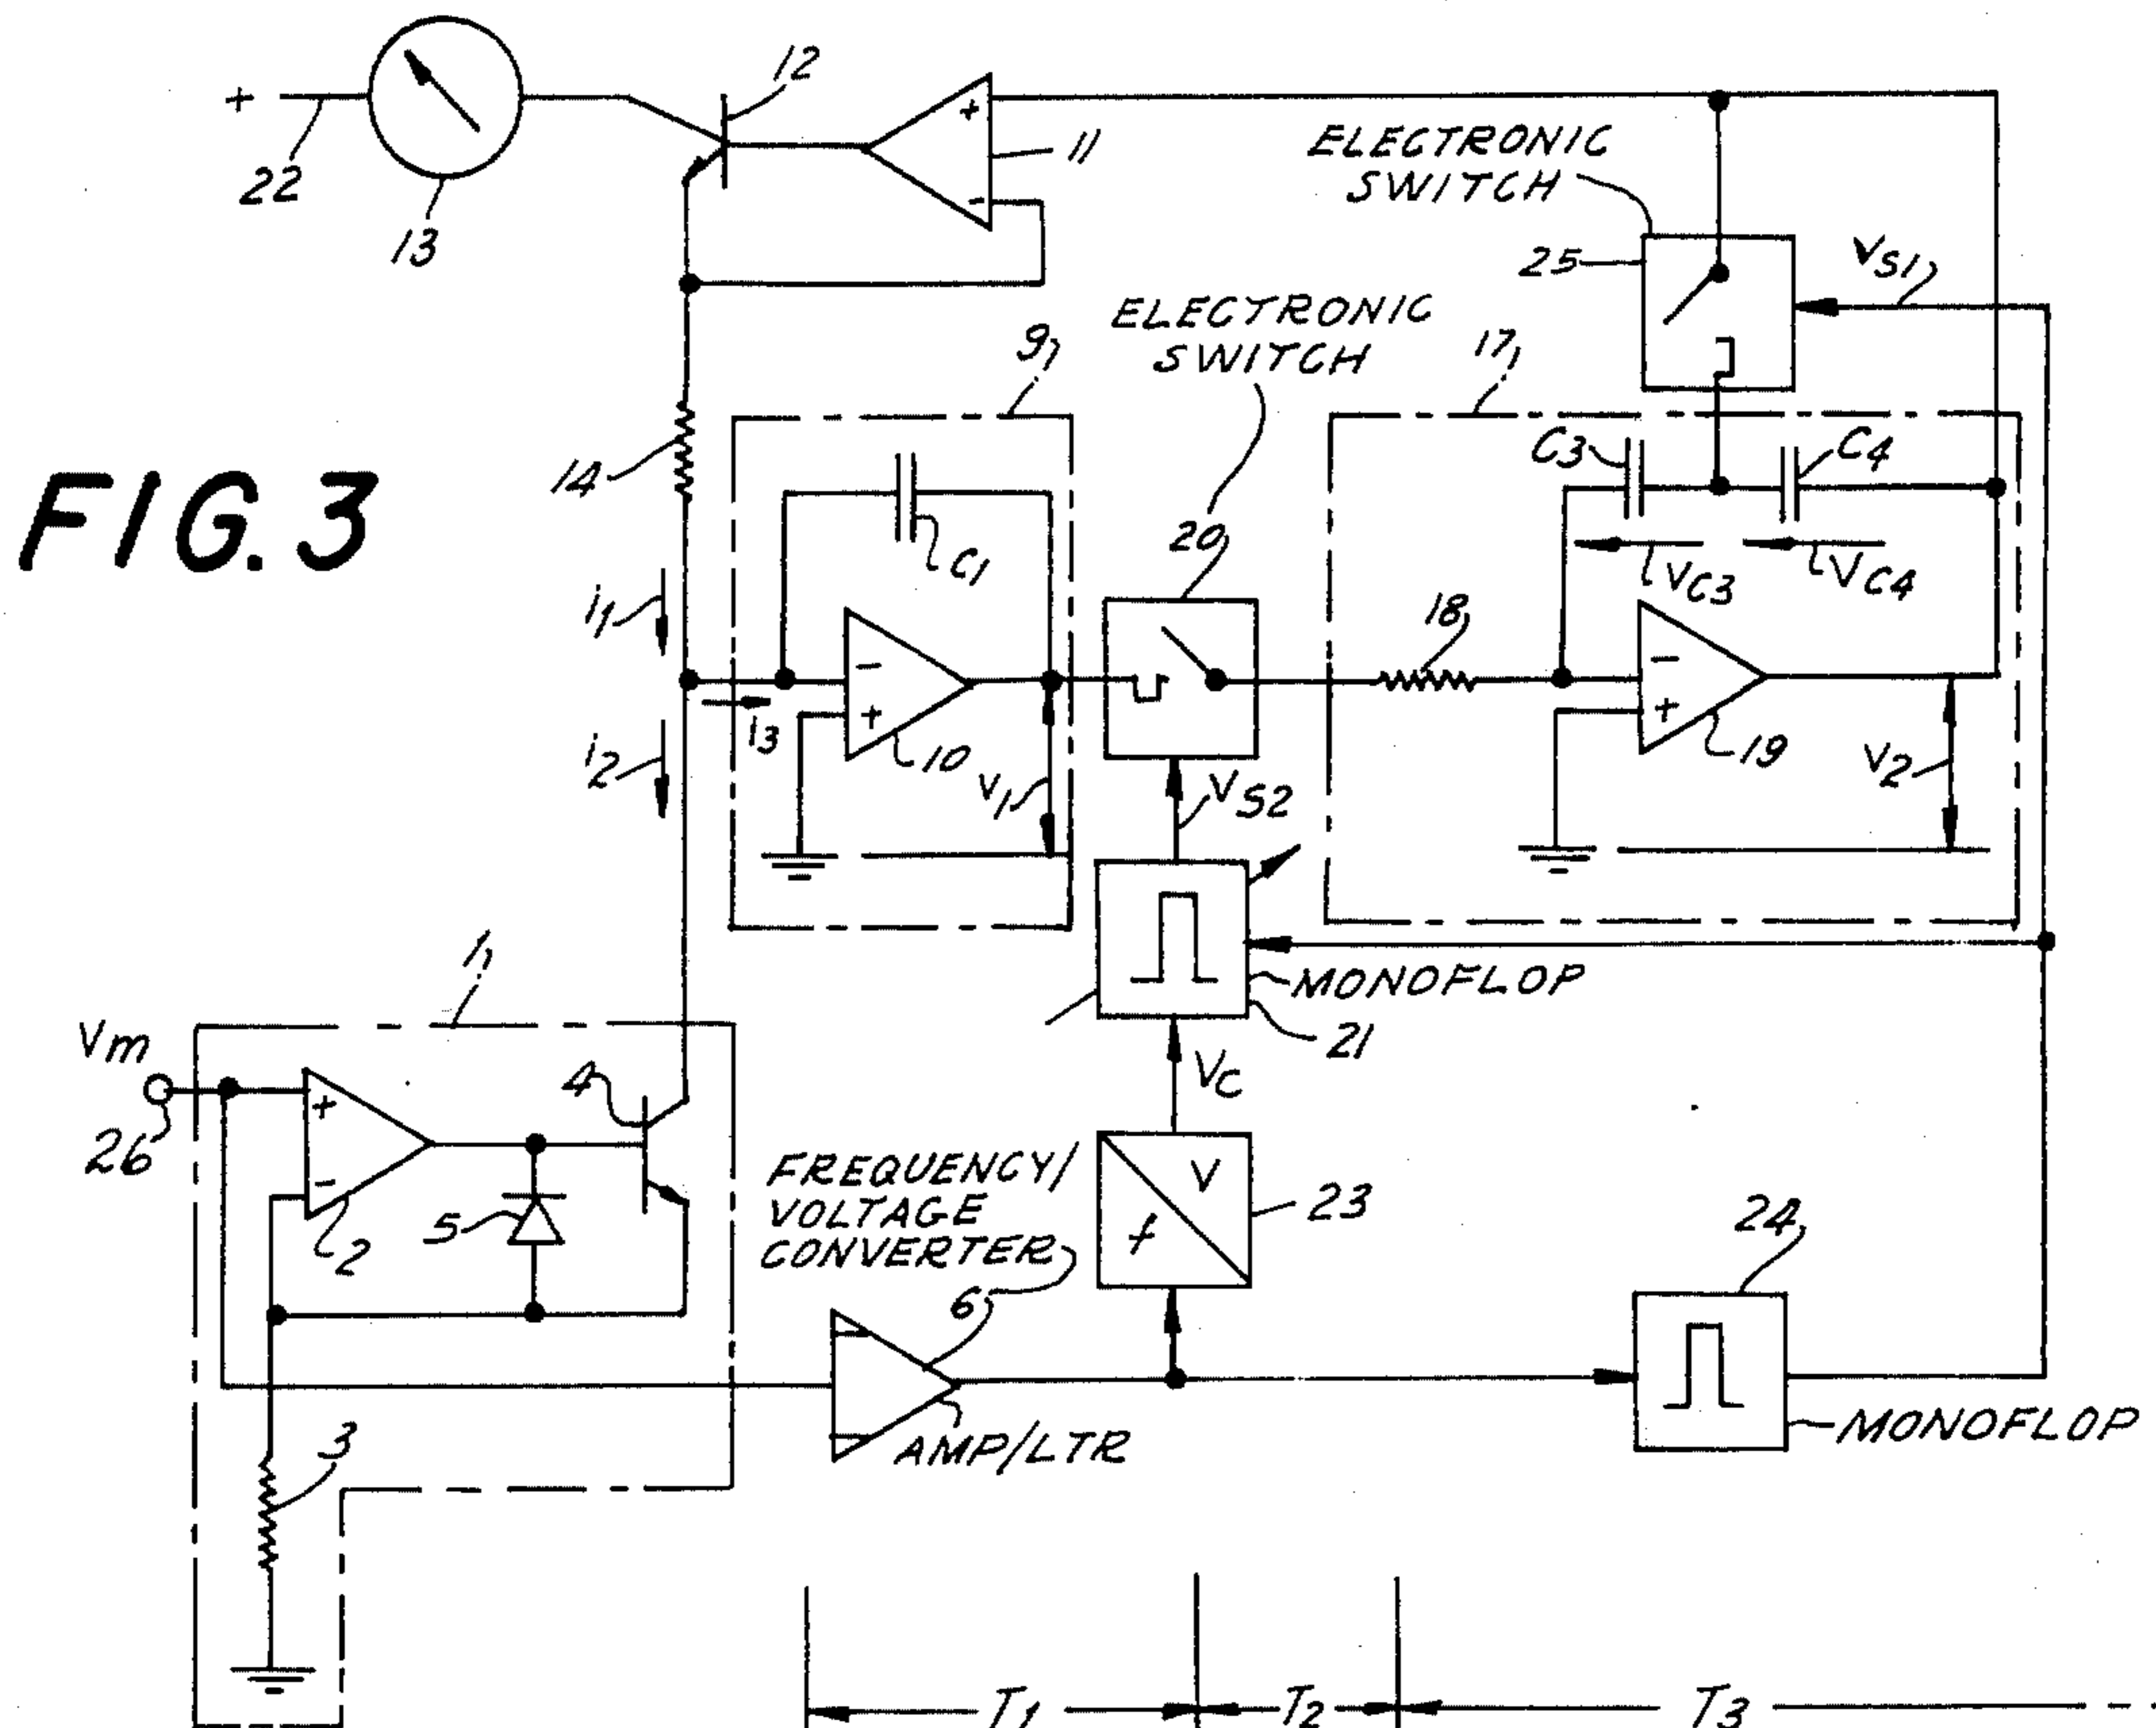 FIG. 3
+
22
13
12
+
-
11
ELECTRONIC
SWITCH
25
VS1
14
9
ELECTRONIC
SWITCH
20
17
C1
C3
C4
VC3
VC4
i1
i2
i3
-
+
10
V1
18
-
+
19
V2
VS2
MONOFLOP
21
VC
1
Vm
26
+
-
2
4
5
3
FREQUENCY/
VOLTAGE
CONVERTER
V
f
23
6
AMP/LTR
24
MONOFLOP
T1
T2
T3